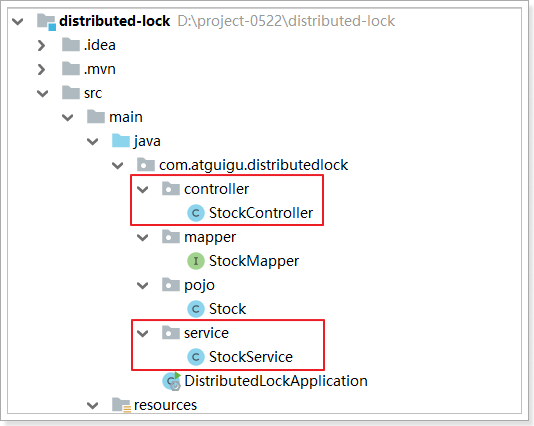 distributed-lock D:\project-0522\distributed-lock
.idea
.mvn
src
main
java
com.atguigu.distributedlock
controller
C StockController
mapper
I StockMapper
pojo
C Stock
service
C StockService
DistributedLockApplication
resources